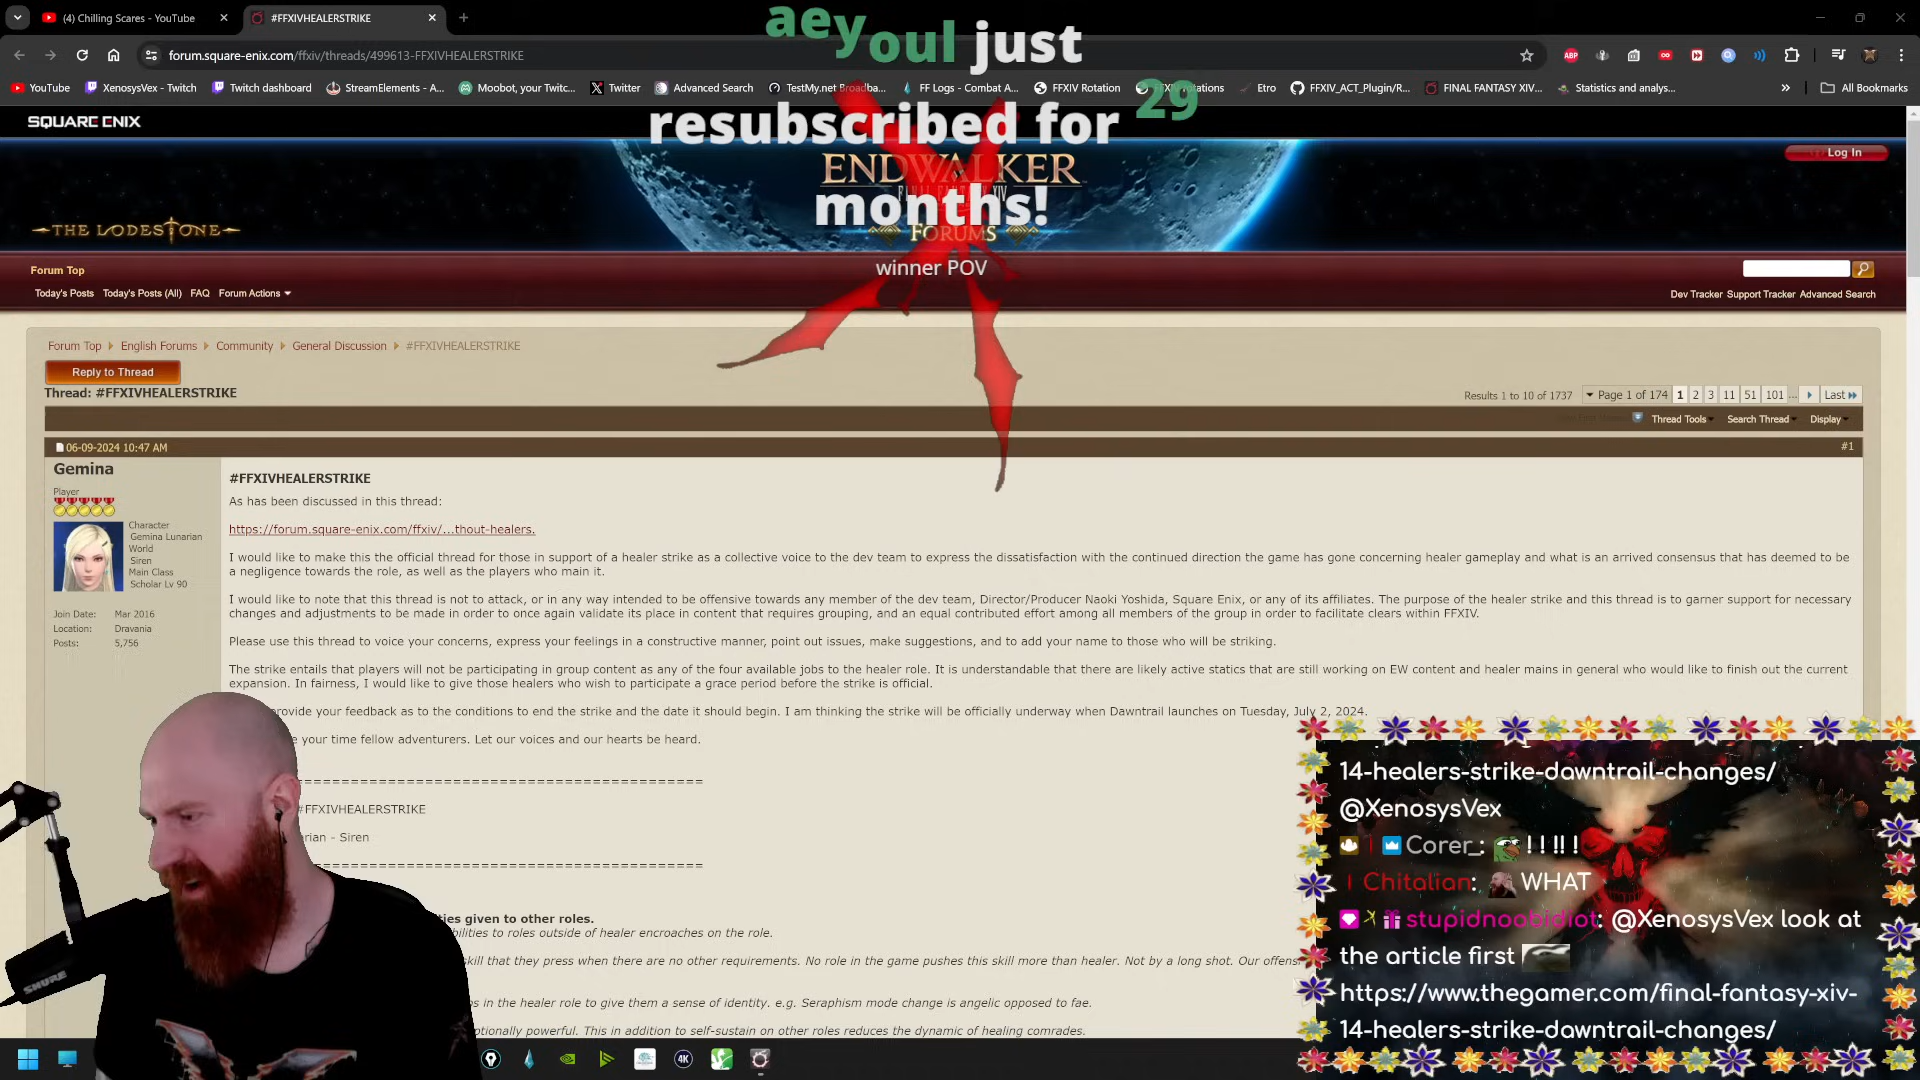 (4) Chilling Scares - YouTube
#FFXIVHEALERSTRIKE
forum.square-enix.com/ffxiv/threads/499613-FFXIVHEALERSTRIKE
YouTube
XenosysVex - Twitch
Twitch dashboard
StreamElements - A...
Moobot, your Twitc...
Twitter
Advanced Search
TestMy.net Broadba...
FF Logs - Combat A...
FFXIV Rotation
Etro
FFXIV_ACT_Plugin/R...
FINAL FANTASY XIV...
Statistics and analys...
All Bookmarks
aeyoul just
resubscribed for 29
months!
winner POV
SQUARE ENIX
ENDWALKER
FORUMS
Log In
THE LODESTONE
Forum Top
Today's Posts Today's Posts (All) FAQ Forum Actions
Dev Tracker Support Tracker Advanced Search
Forum Top English Forums Community General Discussion #FFXIVHEALERSTRIKE
Reply to Thread
Thread: #FFXIVHEALERSTRIKE
Results 1 to 10 of 1737 Page 1 of 174 1 2 3 11 51 101 ... Last
Thread Tools Search Thread Display
06-09-2024 10:47 AM
#1
Gemina
Player
Character
Gemina Lunarian
World
Siren
Main Class
Scholar Lv 90
Join Date: Mar 2016
Location: Dravania
Posts: 5,756
#FFXIVHEALERSTRIKE
As has been discussed in this thread:
https://forum.square-enix.com/ffxiv/...thout-healers.
I would like to make this the official thread for those in support of a healer strike as a collective voice to the dev team to express the dissatisfaction with the continued direction the game has gone concerning healer gameplay and what is an arrived consensus that has deemed to be
a negligence towards the role, as well as the players who main it.
I would like to note that this thread is not to attack, or in any way intended to be offensive towards any member of the dev team, Director/Producer Naoki Yoshida, Square Enix, or any of its affiliates. The purpose of the healer strike and this thread is to garner support for necessary
changes and adjustments to be made in order to once again validate its place in content that requires grouping, and an equal contributed effort among all members of the group in order to facilitate clears within FFXIV.
Please use this thread to voice your concerns, express your feelings in a constructive manner, point out issues, make suggestions, and to add your name to those who will be striking.
The strike entails that players will not be participating in group content as any of the four available jobs to the healer role. It is understandable that there are likely active statics that are still working on EW content and healer mains in general who would like to finish out the current
expansion. In fairness, I would like to give those healers who wish to participate a grace period before the strike is official.
provide your feedback as to the conditions to end the strike and the date it should begin. I am thinking the strike will be officially underway when Dawntrail launches on Tuesday, July 2, 2024.
your time fellow adventurers. Let our voices and our hearts be heard.
================================================
#FFXIVHEALERSTRIKE
- Siren
================================================
given to other roles.
to roles outside of healer encroaches on the role.
skill that they press when there are no other requirements. No role in the game pushes this skill more than healer. Not by a long shot. Our
in the healer role to give them a sense of identity. e.g. Seraphism mode change is angelic opposed to fae.
powerful. This in addition to self-sustain on other roles reduces the dynamic of healing comrades.
14-healers-strike-dawntrail-changes/
@XenosysVex
Corer_: !!!!!
Chitalian: WHAT
stupidnoobidiot: @XenosysVex look at
the article first
https://www.thegamer.com/final-fantasy-xiv-
14-healers-strike-dawntrail-changes/
SHURE
4K